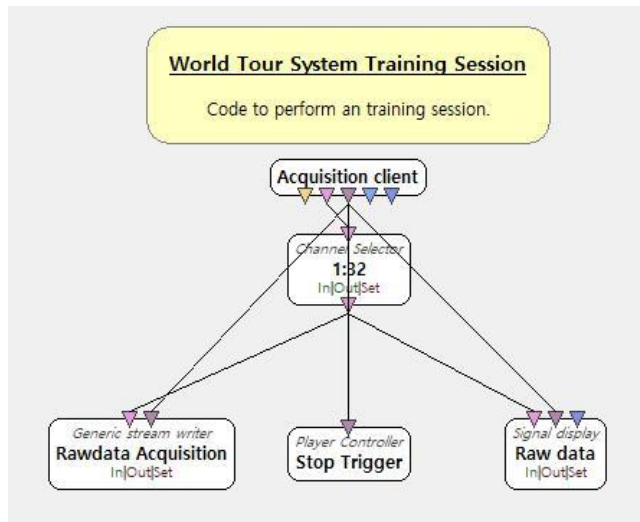 World Tour System Training Session
Code to perform an training session.
Acquisition client
Channel Selector
1:32
In|Out|Set
Generic stream writer
Rawdata Acquisition
In|Out|Set
Player Controller
Stop Trigger
Signal display
Raw data
In|Out|Set